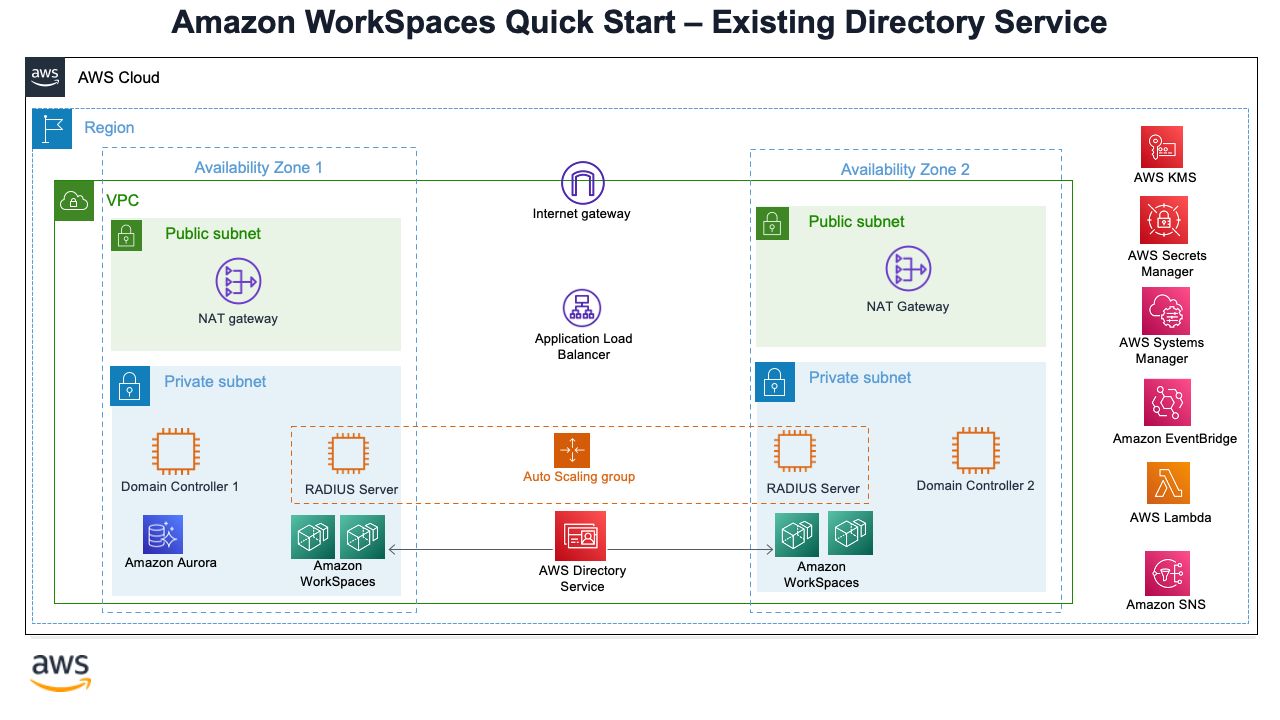 Amazon WorkSpaces Quick Start – Existing Directory Service
aws
AWS Cloud
Region
Availability Zone 1
Availability Zone 2
VPC
Public subnet
NAT gateway
Internet gateway
Public subnet
NAT Gateway
Application Load
Balancer
Private subnet
Domain Controller 1
RADIUS Server
Auto Scaling group
Private subnet
RADIUS Server
Domain Controller 2
Amazon Aurora
Amazon
WorkSpaces
AWS Directory
Service
Amazon
WorkSpaces
AWS KMS
AWS Secrets
Manager
AWS Systems
Manager
Amazon EventBridge
AWS Lambda
Amazon SNS
aws